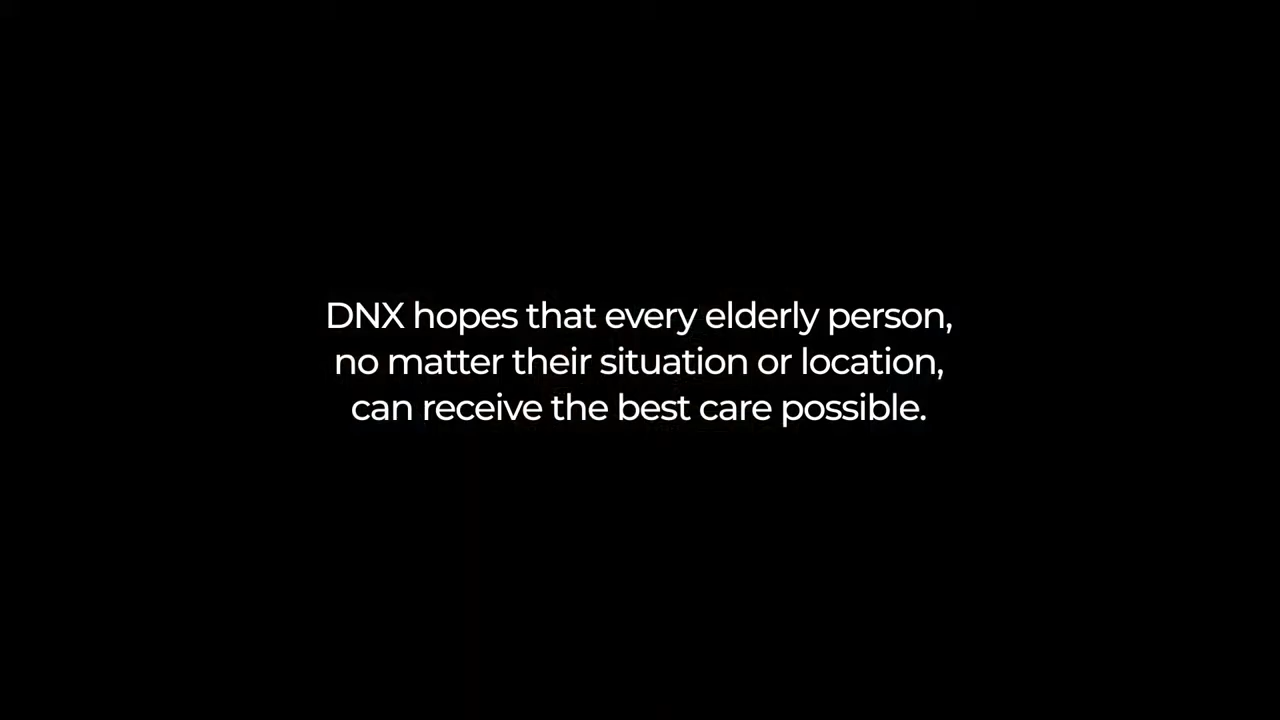 DNX hopes that every elderly person,
no matter their situation or location,
can receive the best care possible.